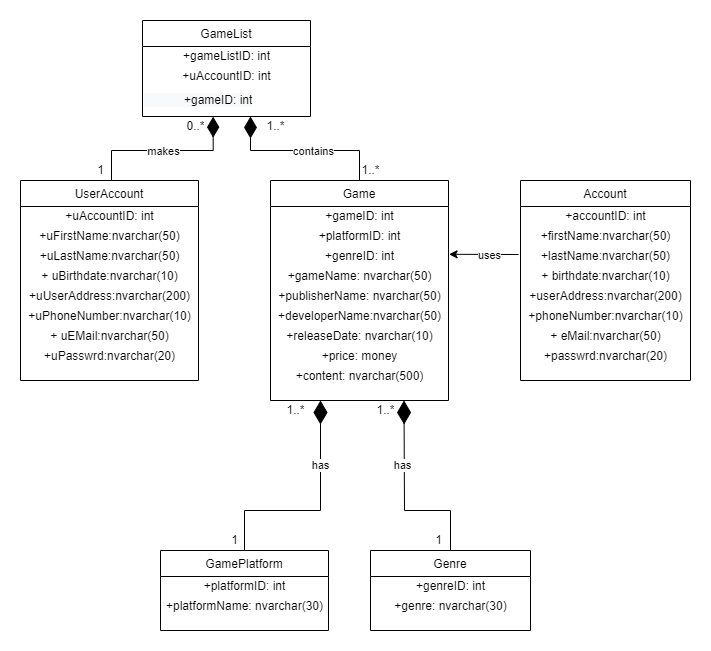 GameList
+gameListID: int
+uAccountID: int
+gameID: int
0..*
1..*
makes
contains
1
1..*
UserAccount
+uAccountID: int
+uFirstName:nvarchar(50)
+uLastName:nvarchar(50)
+ uBirthdate:nvarchar(10)
+uUserAddress:nvarchar(200)
+uPhoneNumber:nvarchar(10)
+ uEMail:nvarchar(50)
+uPasswrd:nvarchar(20)
Game
+gameID: int
+platformID: int
+genreID: int
+gameName: nvarchar(50)
+publisherName: nvarchar(50)
+developerName:nvarchar(50)
+releaseDate: nvarchar(10)
+price: money
+content: nvarchar(500)
uses
Account
+accountID: int
+firstName:nvarchar(50)
+lastName:nvarchar(50)
+ birthdate:nvarchar(10)
+userAddress:nvarchar(200)
+phoneNumber:nvarchar(10)
+ eMail:nvarchar(50)
+passwrd:nvarchar(20)
1..*
1..*
has
has
1
1
GamePlatform
+platformID: int
+platformName: nvarchar(30)
Genre
+genreID: int
+genre: nvarchar(30)